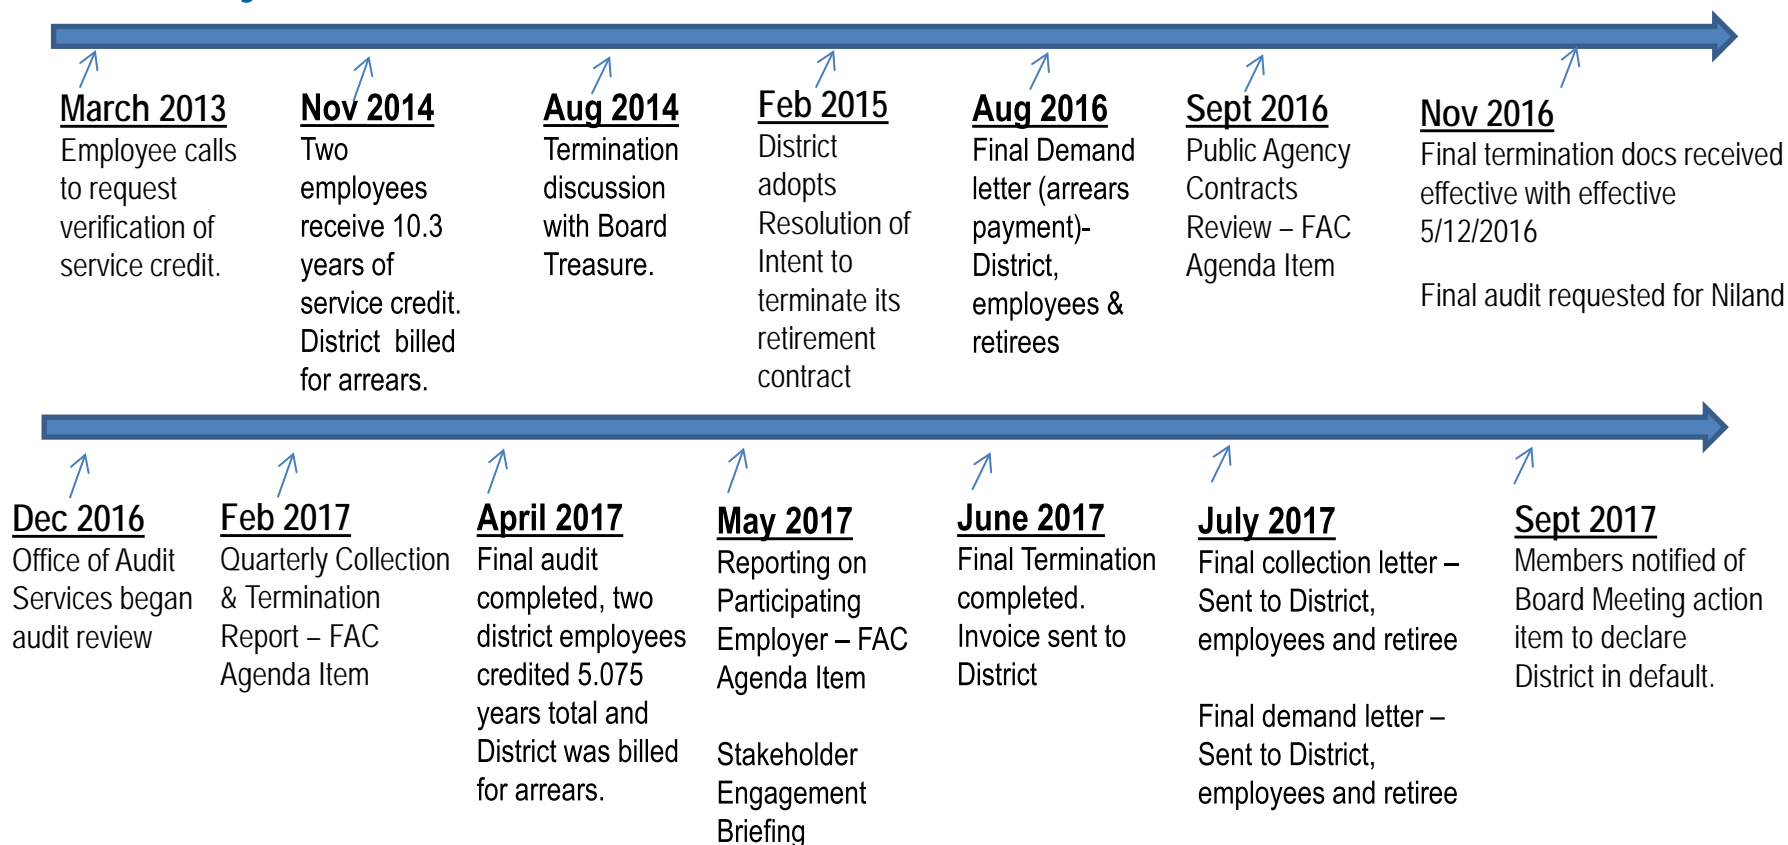 March 2013
Employee calls
to request
verification of
service credit.
Nov 2014
Two
employees
receive 10.3
years of
service credit.
District billed
for arrears.
Aug 2014
Termination
discussion
with Board
Treasure.
Feb 2015
District
adopts
Resolution of
Intent to
terminate its
retirement
contract
Aug 2016
Final Demand
letter (arrears
payment)-
District,
employees &
retirees
Sept 2016
Public Agency
Contracts
Review – FAC
Agenda Item
Nov 2016
Final termination docs received
effective with effective
5/12/2016
Final audit requested for Niland
Dec 2016
Office of Audit
Services began
audit review
Feb 2017
Quarterly Collection
& Termination
Report – FAC
Agenda Item
April 2017
Final audit
completed, two
district employees
credited 5.075
years total and
District was billed
for arrears.
May 2017
Reporting on
Participating
Employer – FAC
Agenda Item
Stakeholder
Engagement
Briefing
June 2017
Final Termination
completed.
Invoice sent to
District
July 2017
Final collection letter –
Sent to District,
employees and retiree
Final demand letter –
Sent to District,
employees and retiree
Sept 2017
Members notified of
Board Meeting action
item to declare
District in default.